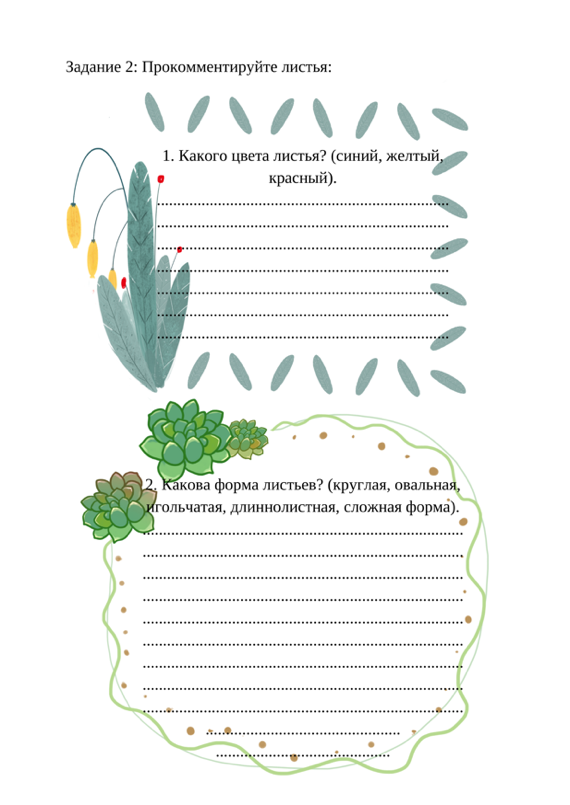 Задание 2: Прокомментируйте листья:
1. Какого цвета листья? (синий, желтый,
красный).
2. Какова форма листьев? (круглая, овальная,
игольчатая, длиннолистная, сложная форма).